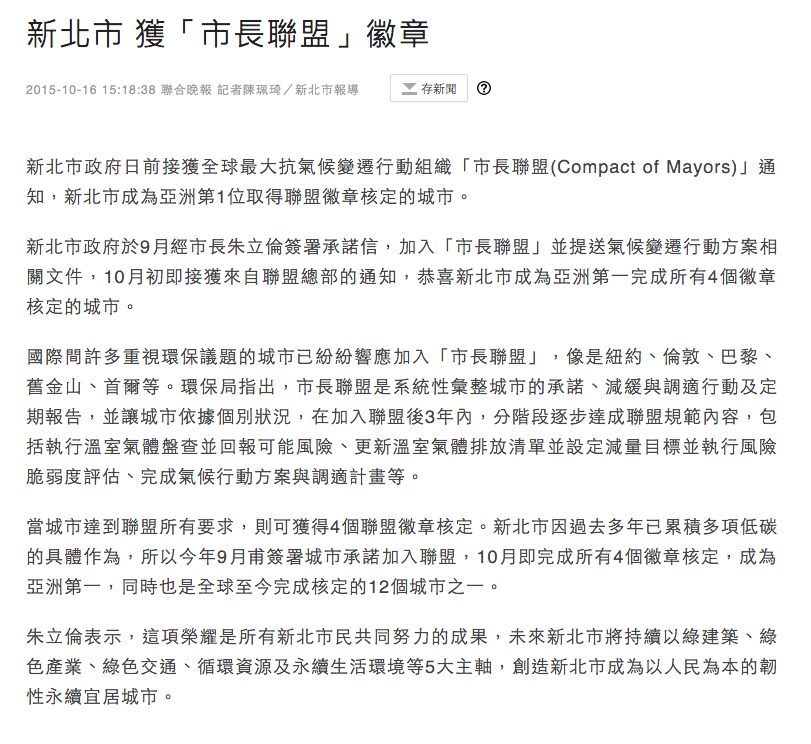 新北市 獲「市長聯盟」徽章
2015-10-16 15:18:38 聯合晚報 記者陳珮琦／新北市報導
存新聞 ?
新北市政府日前接獲全球最大抗氣候變遷行動組織「市長聯盟(Compact of Mayors)」通
知，新北市成為亞洲第1位取得聯盟徽章核定的城市。
新北市政府於9月經市長朱立倫簽署承諾信，加入「市長聯盟」並提送氣候變遷行動方案相
關文件，10月初即接獲來自聯盟總部的通知，恭喜新北市成為亞洲第一完成所有4個徽章
核定的城市。
國際間許多重視環保議題的城市已紛紛響應加入「市長聯盟」，像是紐約、倫敦、巴黎、
舊金山、首爾等。環保局指出，市長聯盟是系統性彙整城市的承諾、減緩與調適行動及定
期報告，並讓城市依據個別狀況，在加入聯盟後3年內，分階段逐步達成聯盟規範內容，包
括執行溫室氣體盤查並回報可能風險、更新溫室氣體排放清單並設定減量目標並執行風險
脆弱度評估、完成氣候行動方案與調適計畫等。
當城市達到聯盟所有要求，則可獲得4個聯盟徽章核定。新北市因過去多年已累積多項低碳
的具體作為，所以今年9月甫簽署城市承諾加入聯盟，10月即完成所有4個徽章核定，成為
亞洲第一，同時也是全球至今完成核定的12個城市之一。
朱立倫表示，這項榮耀是所有新北市民共同努力的成果，未來新北市將持續以綠建築、綠
色產業、綠色交通、循環資源及永續生活環境等5大主軸，創造新北市成為以人民為本的韌
性永續宜居城市。